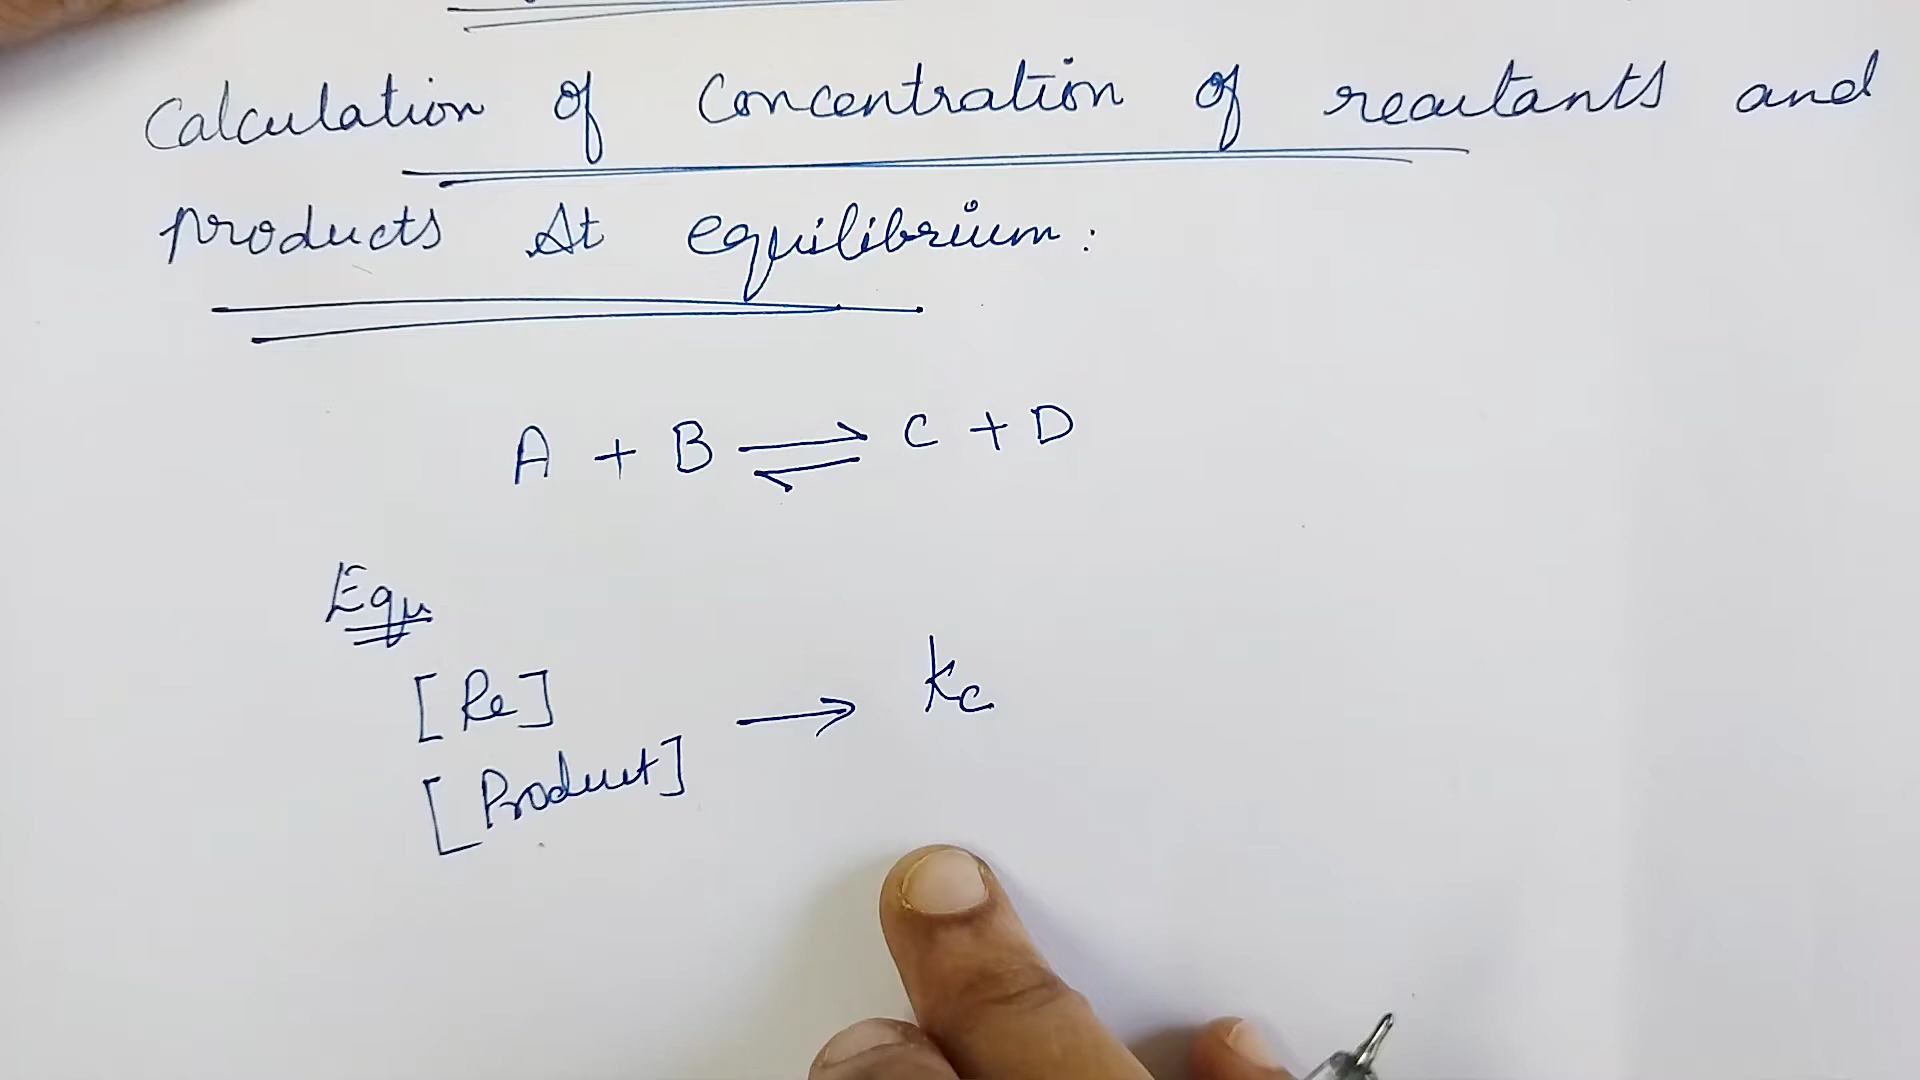 Calculation of Concentration of reactants and
products At equilibrium:
A + B ⇌ C + D
Equ
[Re]
[Product] → kc